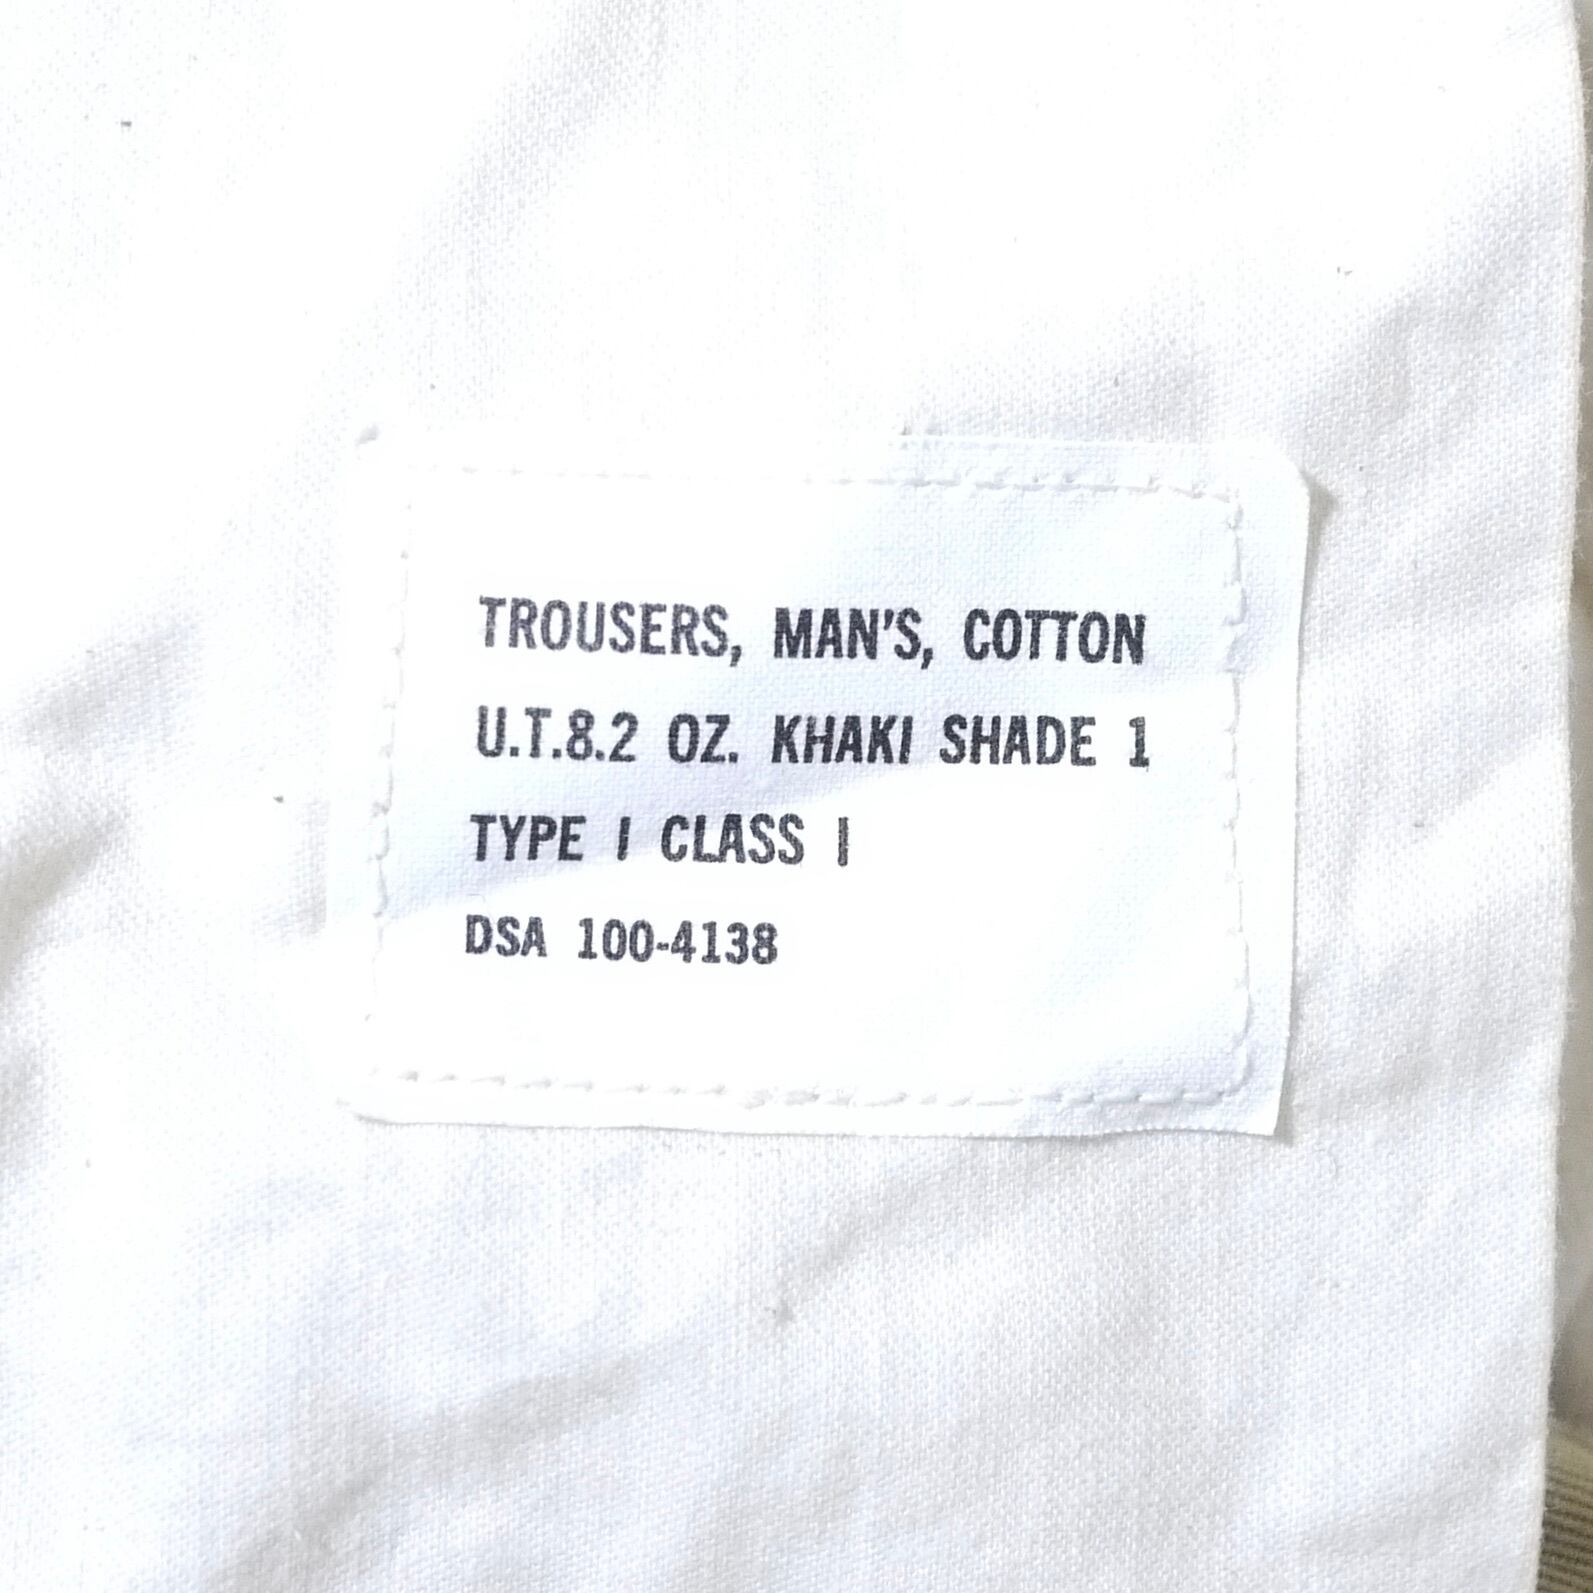 TROUSERS, MAN'S, COTTON
U.T.8.2 OZ. KHAKI SHADE 1
TYPE I CLASS I
DSA 100-4138